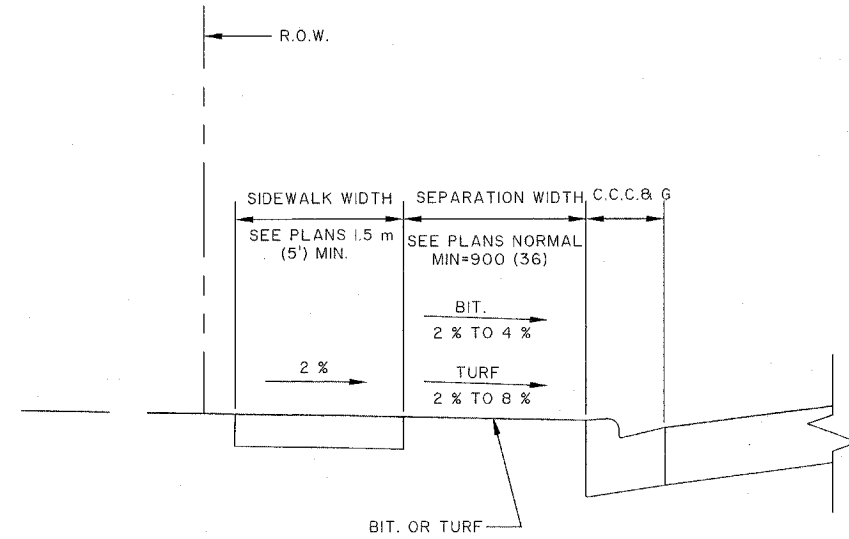 R.O.W.
SIDEWALK WIDTH
SEE PLANS 1.5 m
(5') MIN.
SEPARATION WIDTH
SEE PLANS NORMAL
MIN=900 (36)
C.C.C.& G
BIT.
2 % TO 4 %
2 %
TURF
2 % TO 8 %
BIT. OR TURF